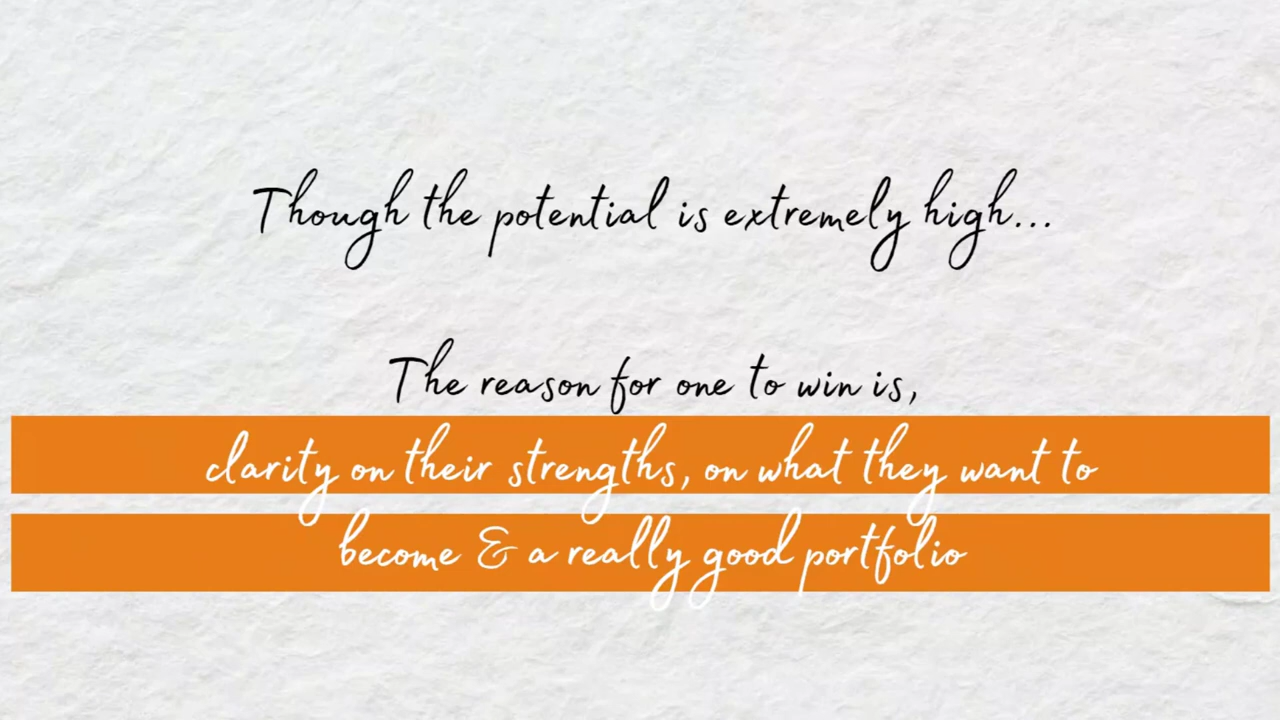 Though the potential is extremely high...
The reason for one to win is,
clarity on their strengths, on what they want to
become & a really good portfolio